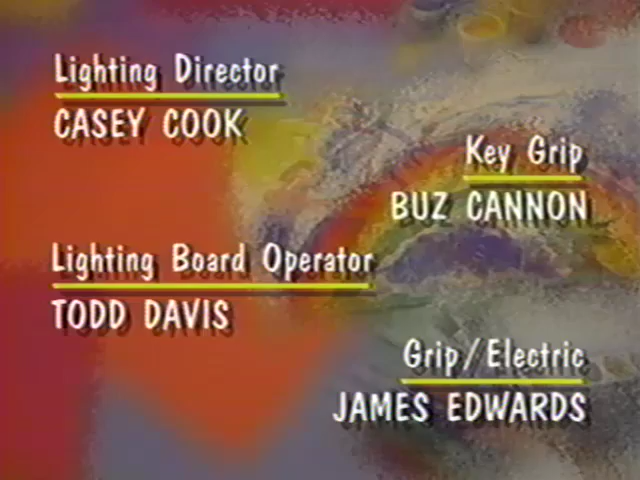 Lighting Director
CASEY COOK
Key Grip
BUZ CANNON
Lighting Board Operator
TODD DAVIS
Grip/Electric
JAMES EDWARDS